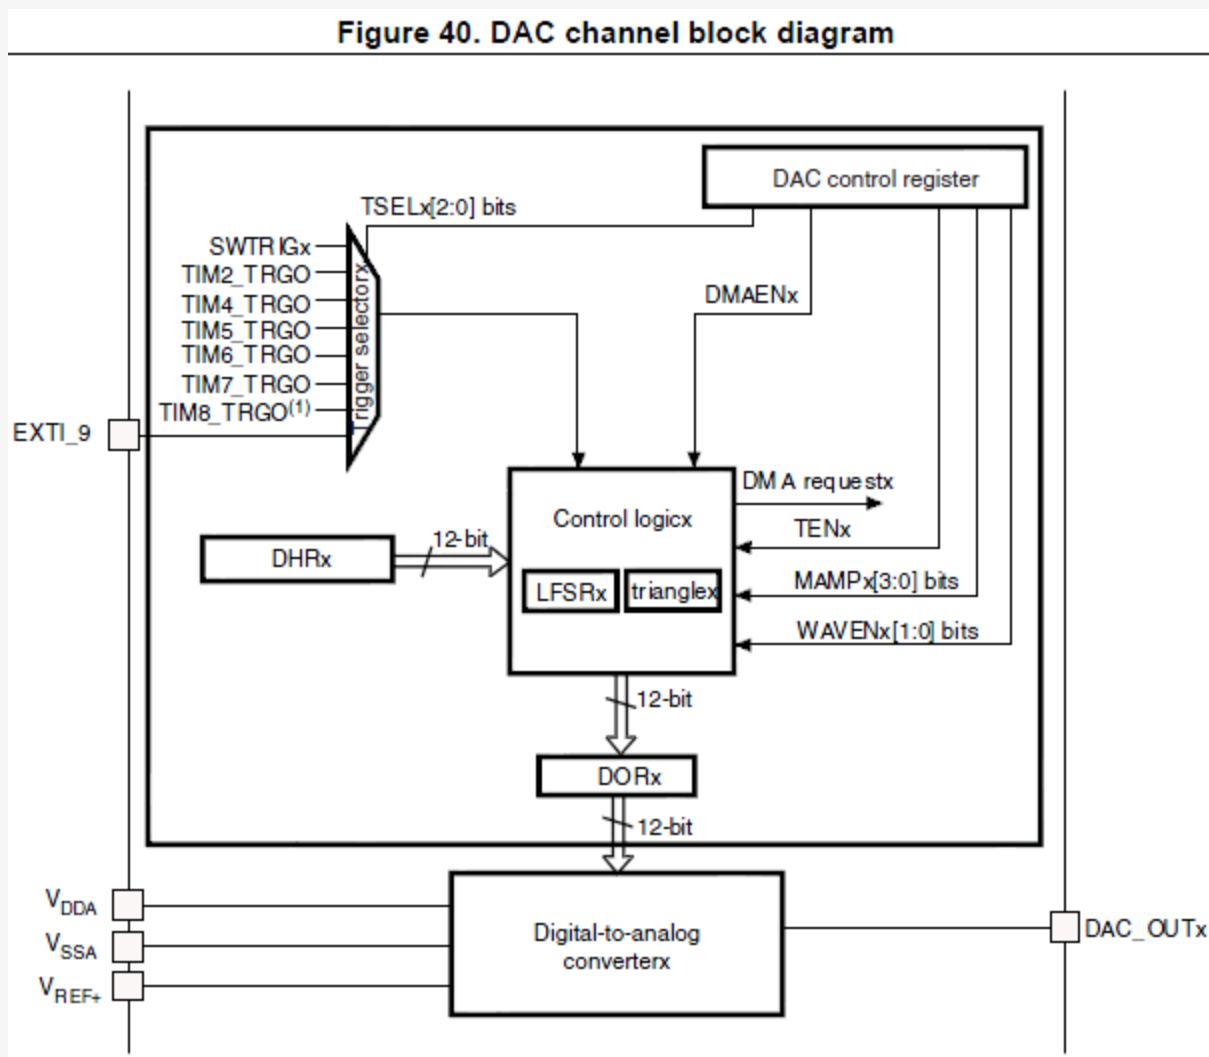 Figure 40. DAC channel block diagram
DAC control register
TSELx[2:0] bits
SWTRIGx
TIM2_TRGO
TIM4_TRGO
TIM5_TRGO
TIM6_TRGO
TIM7_TRGO
TIM8_TRGO(1)
EXTI_9
Trigger selectorx
DMAENx
DMA requestx
Control logicx
TENx
12-bit
DHRx
LFSRx
trianglex
MAMPx[3:0] bits
WAVENx[1:0] bits
12-bit
DORx
12-bit
VDDA
VSSA
VREF+
Digital-to-analog
converterx
DAC_OUTx